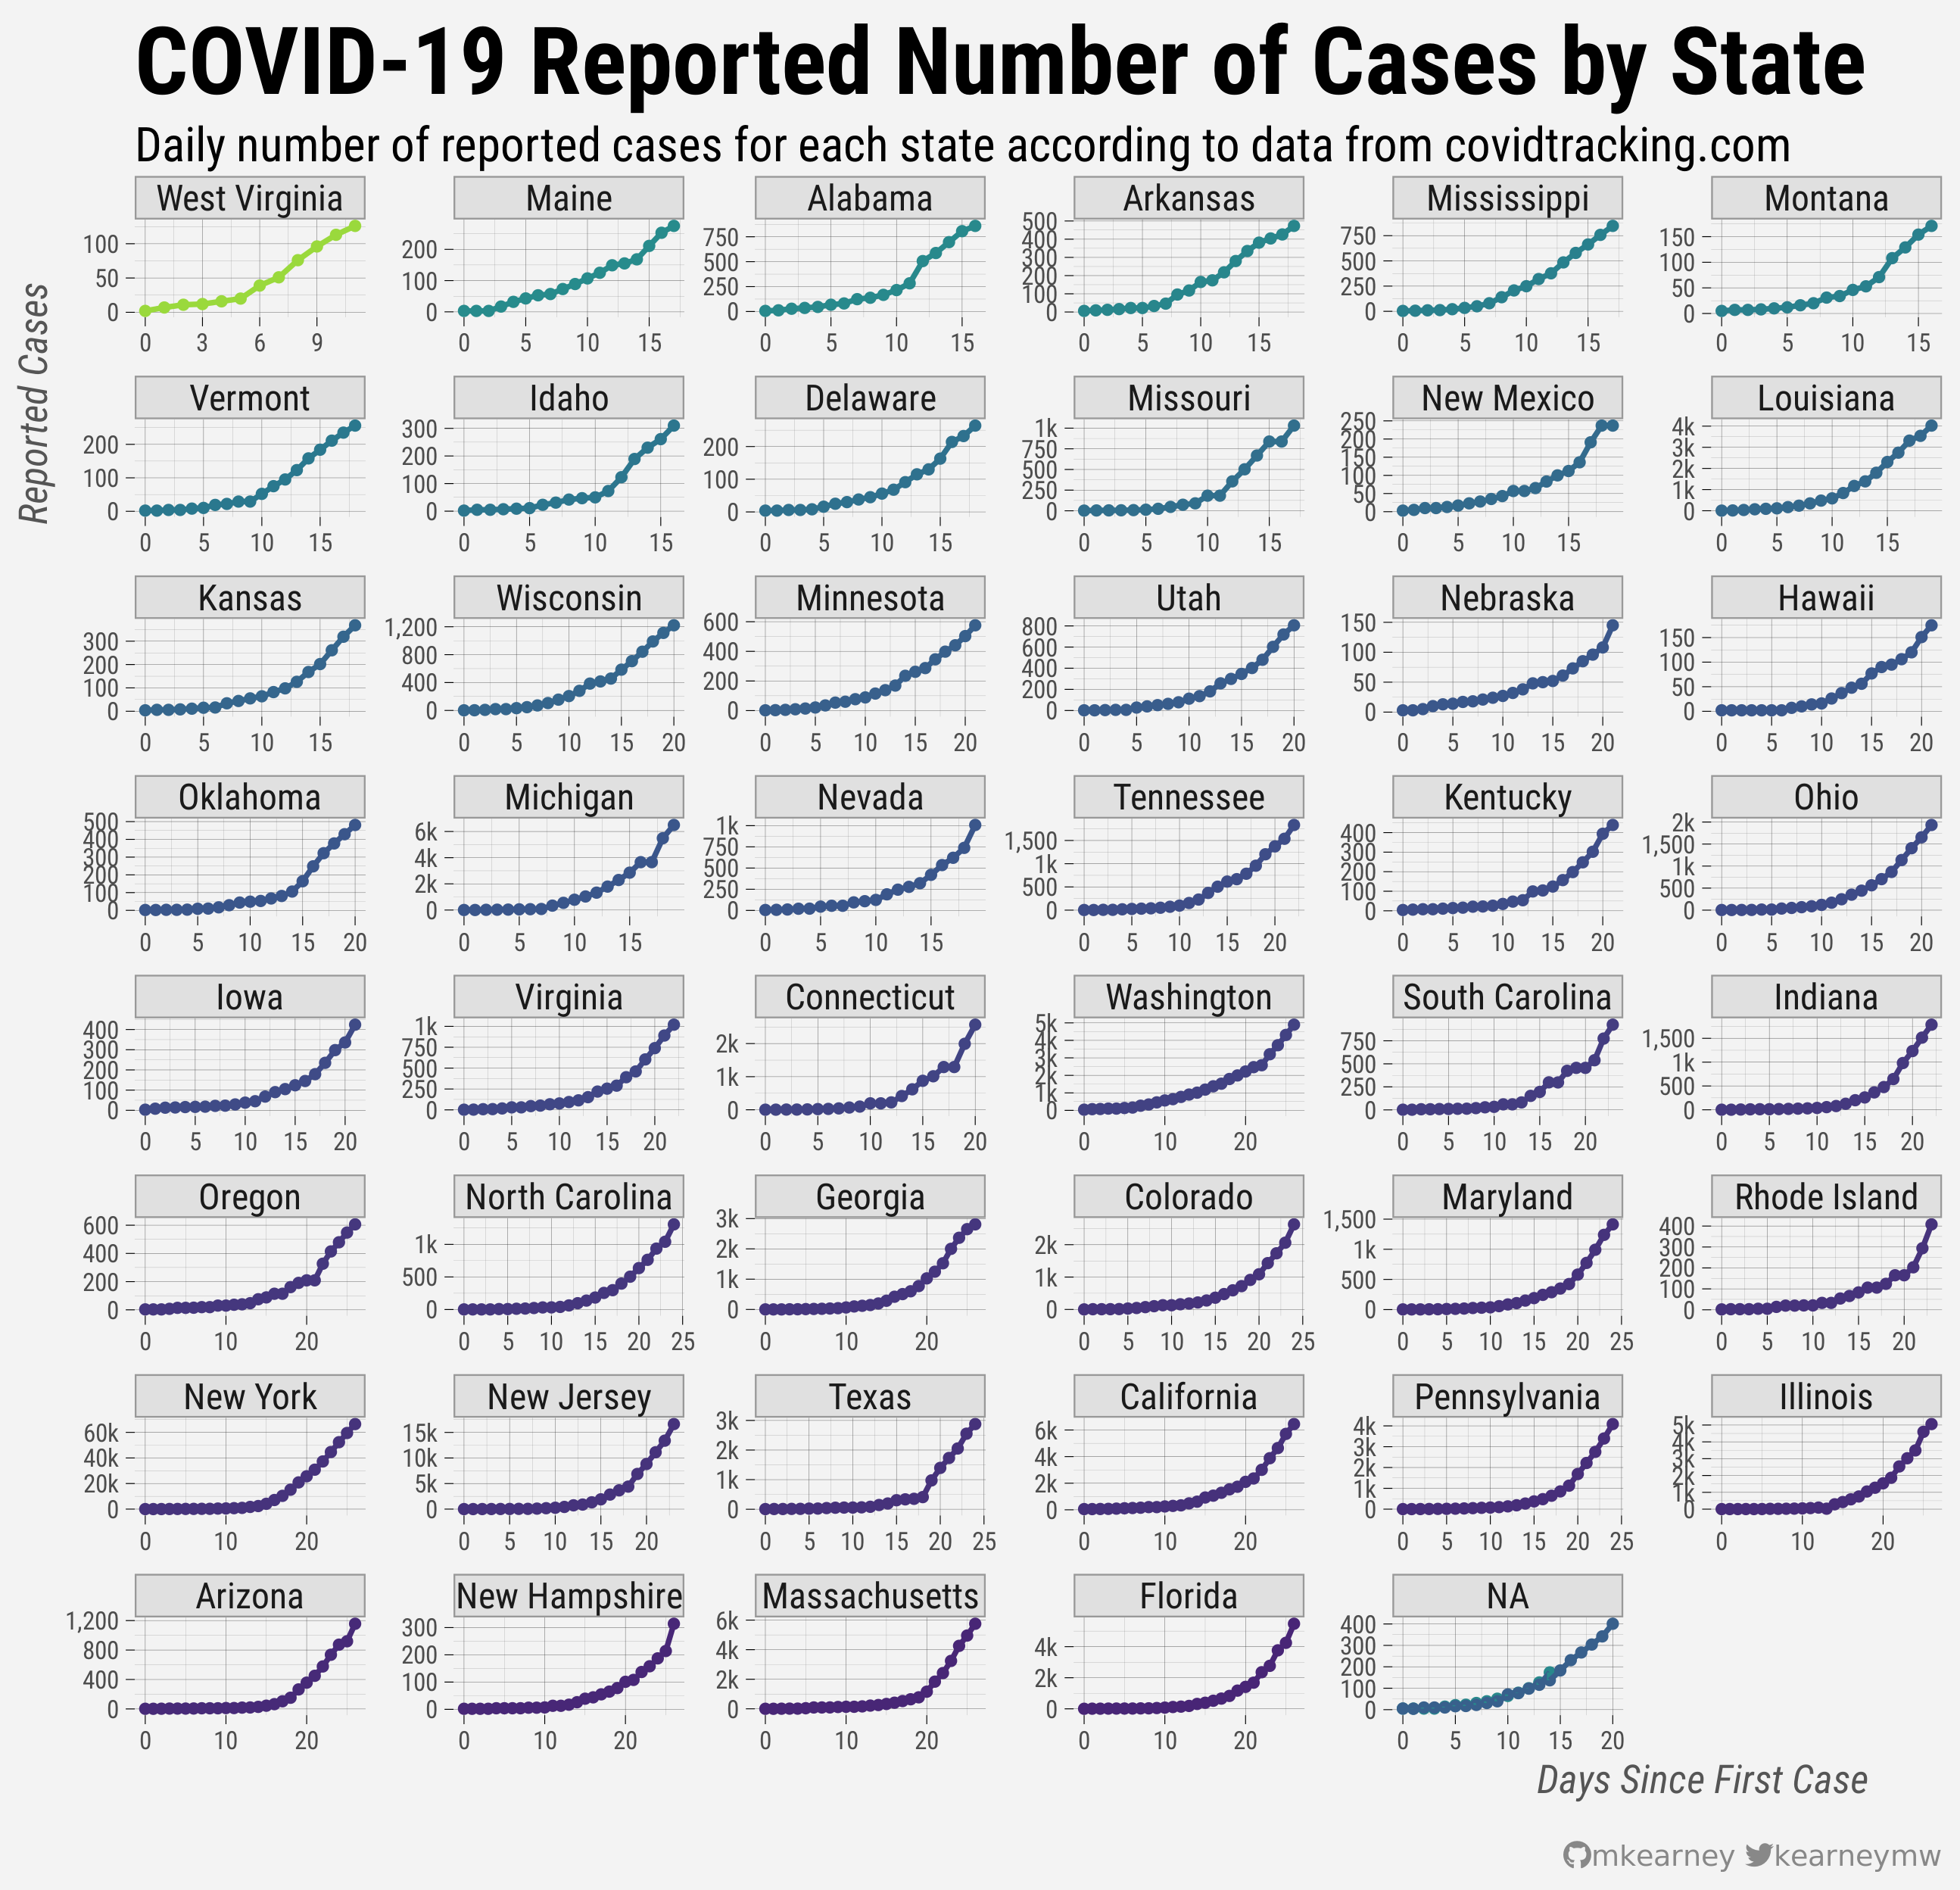 COVID-19 Reported Number of Cases by State
Daily number of reported cases for each state according to data from covidtracking.com
Reported Cases
West Virginia
100
50
0
0 3 6 9
Maine
200
100
0
0 5 10 15
Alabama
750
500
250
0
0 5 10 15
Arkansas
500
400
300
200
100
0
0 5 10 15
Mississippi
750
500
250
0
0 5 10 15
Montana
150
100
50
0
0 5 10 15
Vermont
200
100
0
0 5 10 15
Idaho
300
200
100
0
0 5 10 15
Delaware
200
100
0
0 5 10 15
Missouri
1k
750
500
250
0
0 5 10 15
New Mexico
250
200
150
100
50
0
0 5 10 15
Louisiana
4k
3k
2k
1k
0
0 5 10 15
Kansas
300
200
100
0
0 5 10 15
Wisconsin
1,200
800
400
0
0 5 10 15 20
Minnesota
600
400
200
0
0 5 10 15 20
Utah
800
600
400
200
0
0 5 10 15 20
Nebraska
150
100
50
0
0 5 10 15 20
Hawaii
150
100
50
0
0 5 10 15 20
Oklahoma
500
400
300
200
100
0
0 5 10 15 20
Michigan
6k
4k
2k
0
0 5 10 15
Nevada
1k
750
500
250
0
0 5 10 15
Tennessee
1,500
1k
500
0
0 5 10 15 20
Kentucky
400
300
200
100
0
0 5 10 15 20
Ohio
2k
1,500
1k
500
0
0 5 10 15 20
Iowa
400
300
200
100
0
0 5 10 15 20
Virginia
1k
750
500
250
0
0 5 10 15 20
Connecticut
2k
1k
0
0 5 10 15 20
Washington
5k
4k
3k
2k
1k
0
0 10 20
South Carolina
750
500
250
0
0 5 10 15 20
Indiana
1,500
1k
500
0
0 5 10 15 20
Oregon
600
400
200
0
0 10 20
North Carolina
1k
500
0
0 5 10 15 20 25
Georgia
3k
2k
1k
0
0 10 20
Colorado
2k
1k
0
0 5 10 15 20 25
Maryland
1,500
1k
500
0
0 5 10 15 20 25
Rhode Island
400
300
200
100
0
0 5 10 15 20
New York
60k
40k
20k
0
0 10 20
New Jersey
15k
10k
5k
0
0 5 10 15 20
Texas
3k
2k
1k
0
0 5 10 15 20 25
California
6k
4k
2k
0
0 10 20
Pennsylvania
4k
3k
2k
1k
0
0 5 10 15 20 25
Illinois
5k
4k
3k
2k
1k
0
0 10 20
Arizona
1,200
800
400
0
0 10 20
New Hampshire
300
200
100
0
0 10 20
Massachusetts
6k
4k
2k
0
0 10 20
Florida
4k
2k
0
0 10 20
NA
400
300
200
100
0
0 5 10 15 20
Days Since First Case
mkearney kearneymw